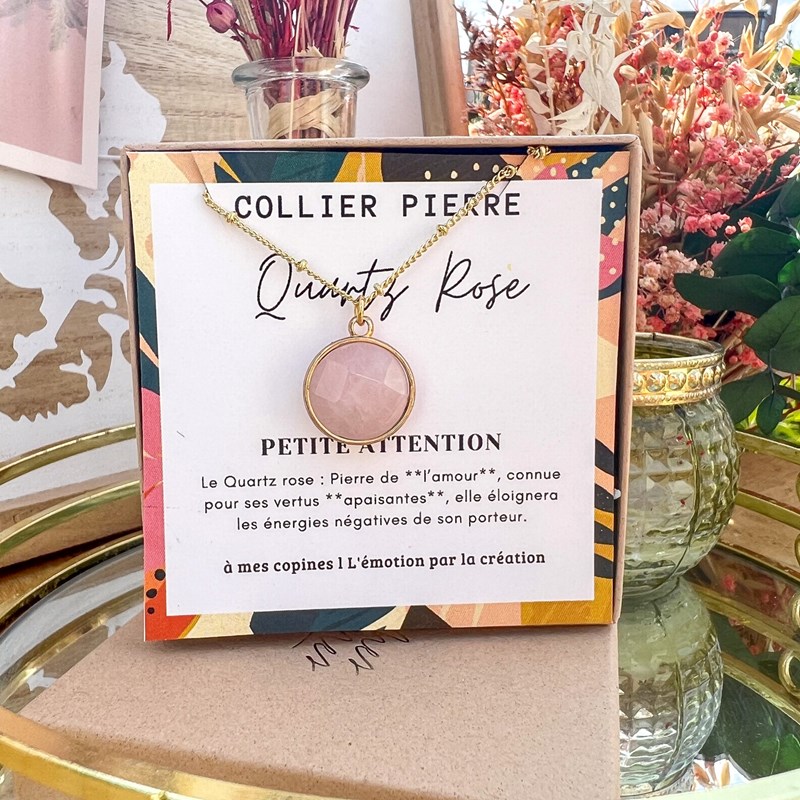 COLLIER PIERRE
Quartz Rose
PETITE ATTENTION
Le Quartz rose : Pierre de **l’amour**, connue
pour ses vertus **apaisantes**, elle éloignera
les énergies négatives de son porteur.
à mes copines l L'émotion par la création